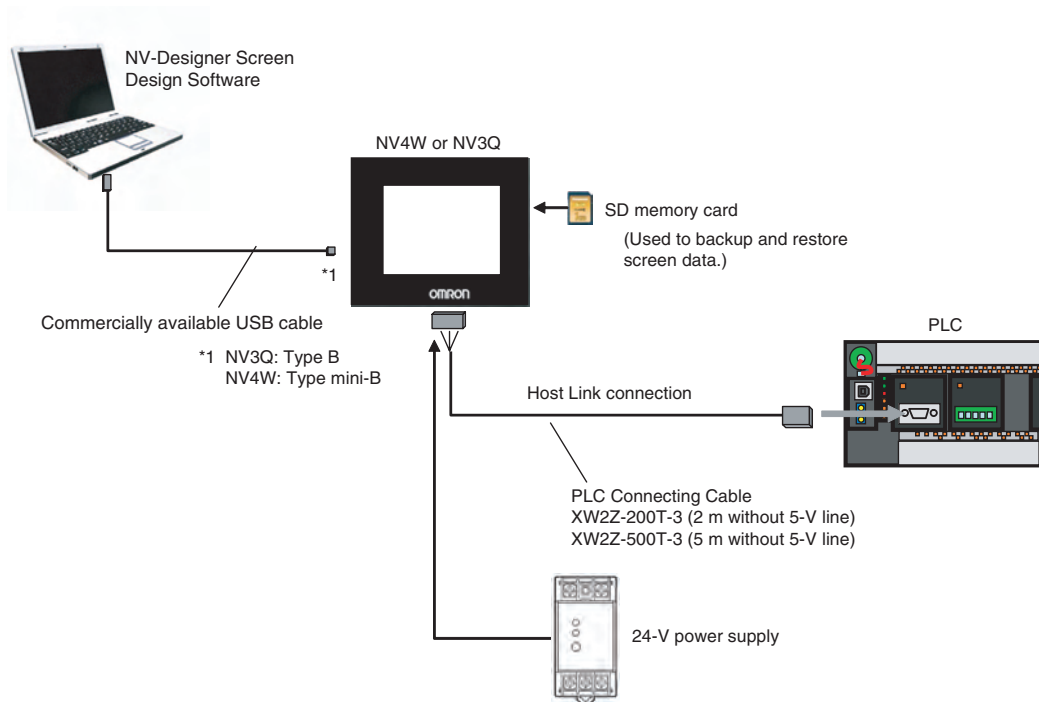 NV-Designer Screen
Design Software
NV4W or NV3Q
SD memory card
(Used to backup and restore
screen data.)
*1
OMRON
Commercially available USB cable
*1 NV3Q: Type B
NV4W: Type mini-B
PLC
Host Link connection
PLC Connecting Cable
XW2Z-200T-3 (2 m without 5-V line)
XW2Z-500T-3 (5 m without 5-V line)
24-V power supply